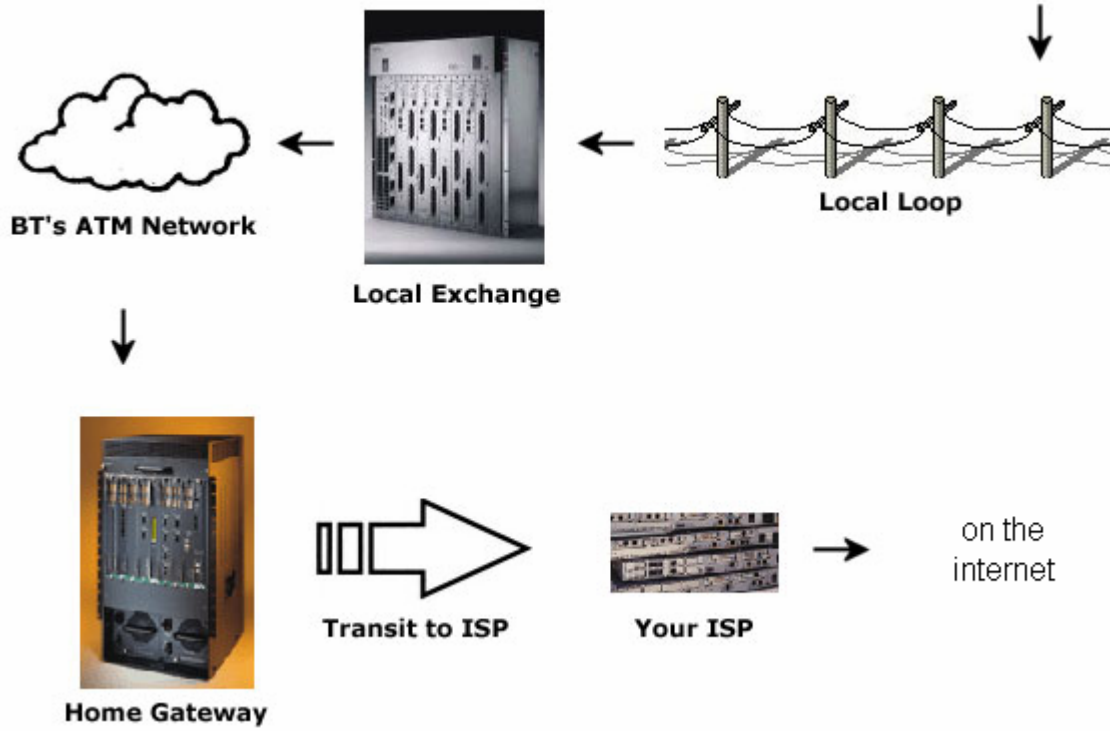 Local Loop
BT's ATM Network
Local Exchange
Home Gateway
Transit to ISP
Your ISP
on the
internet